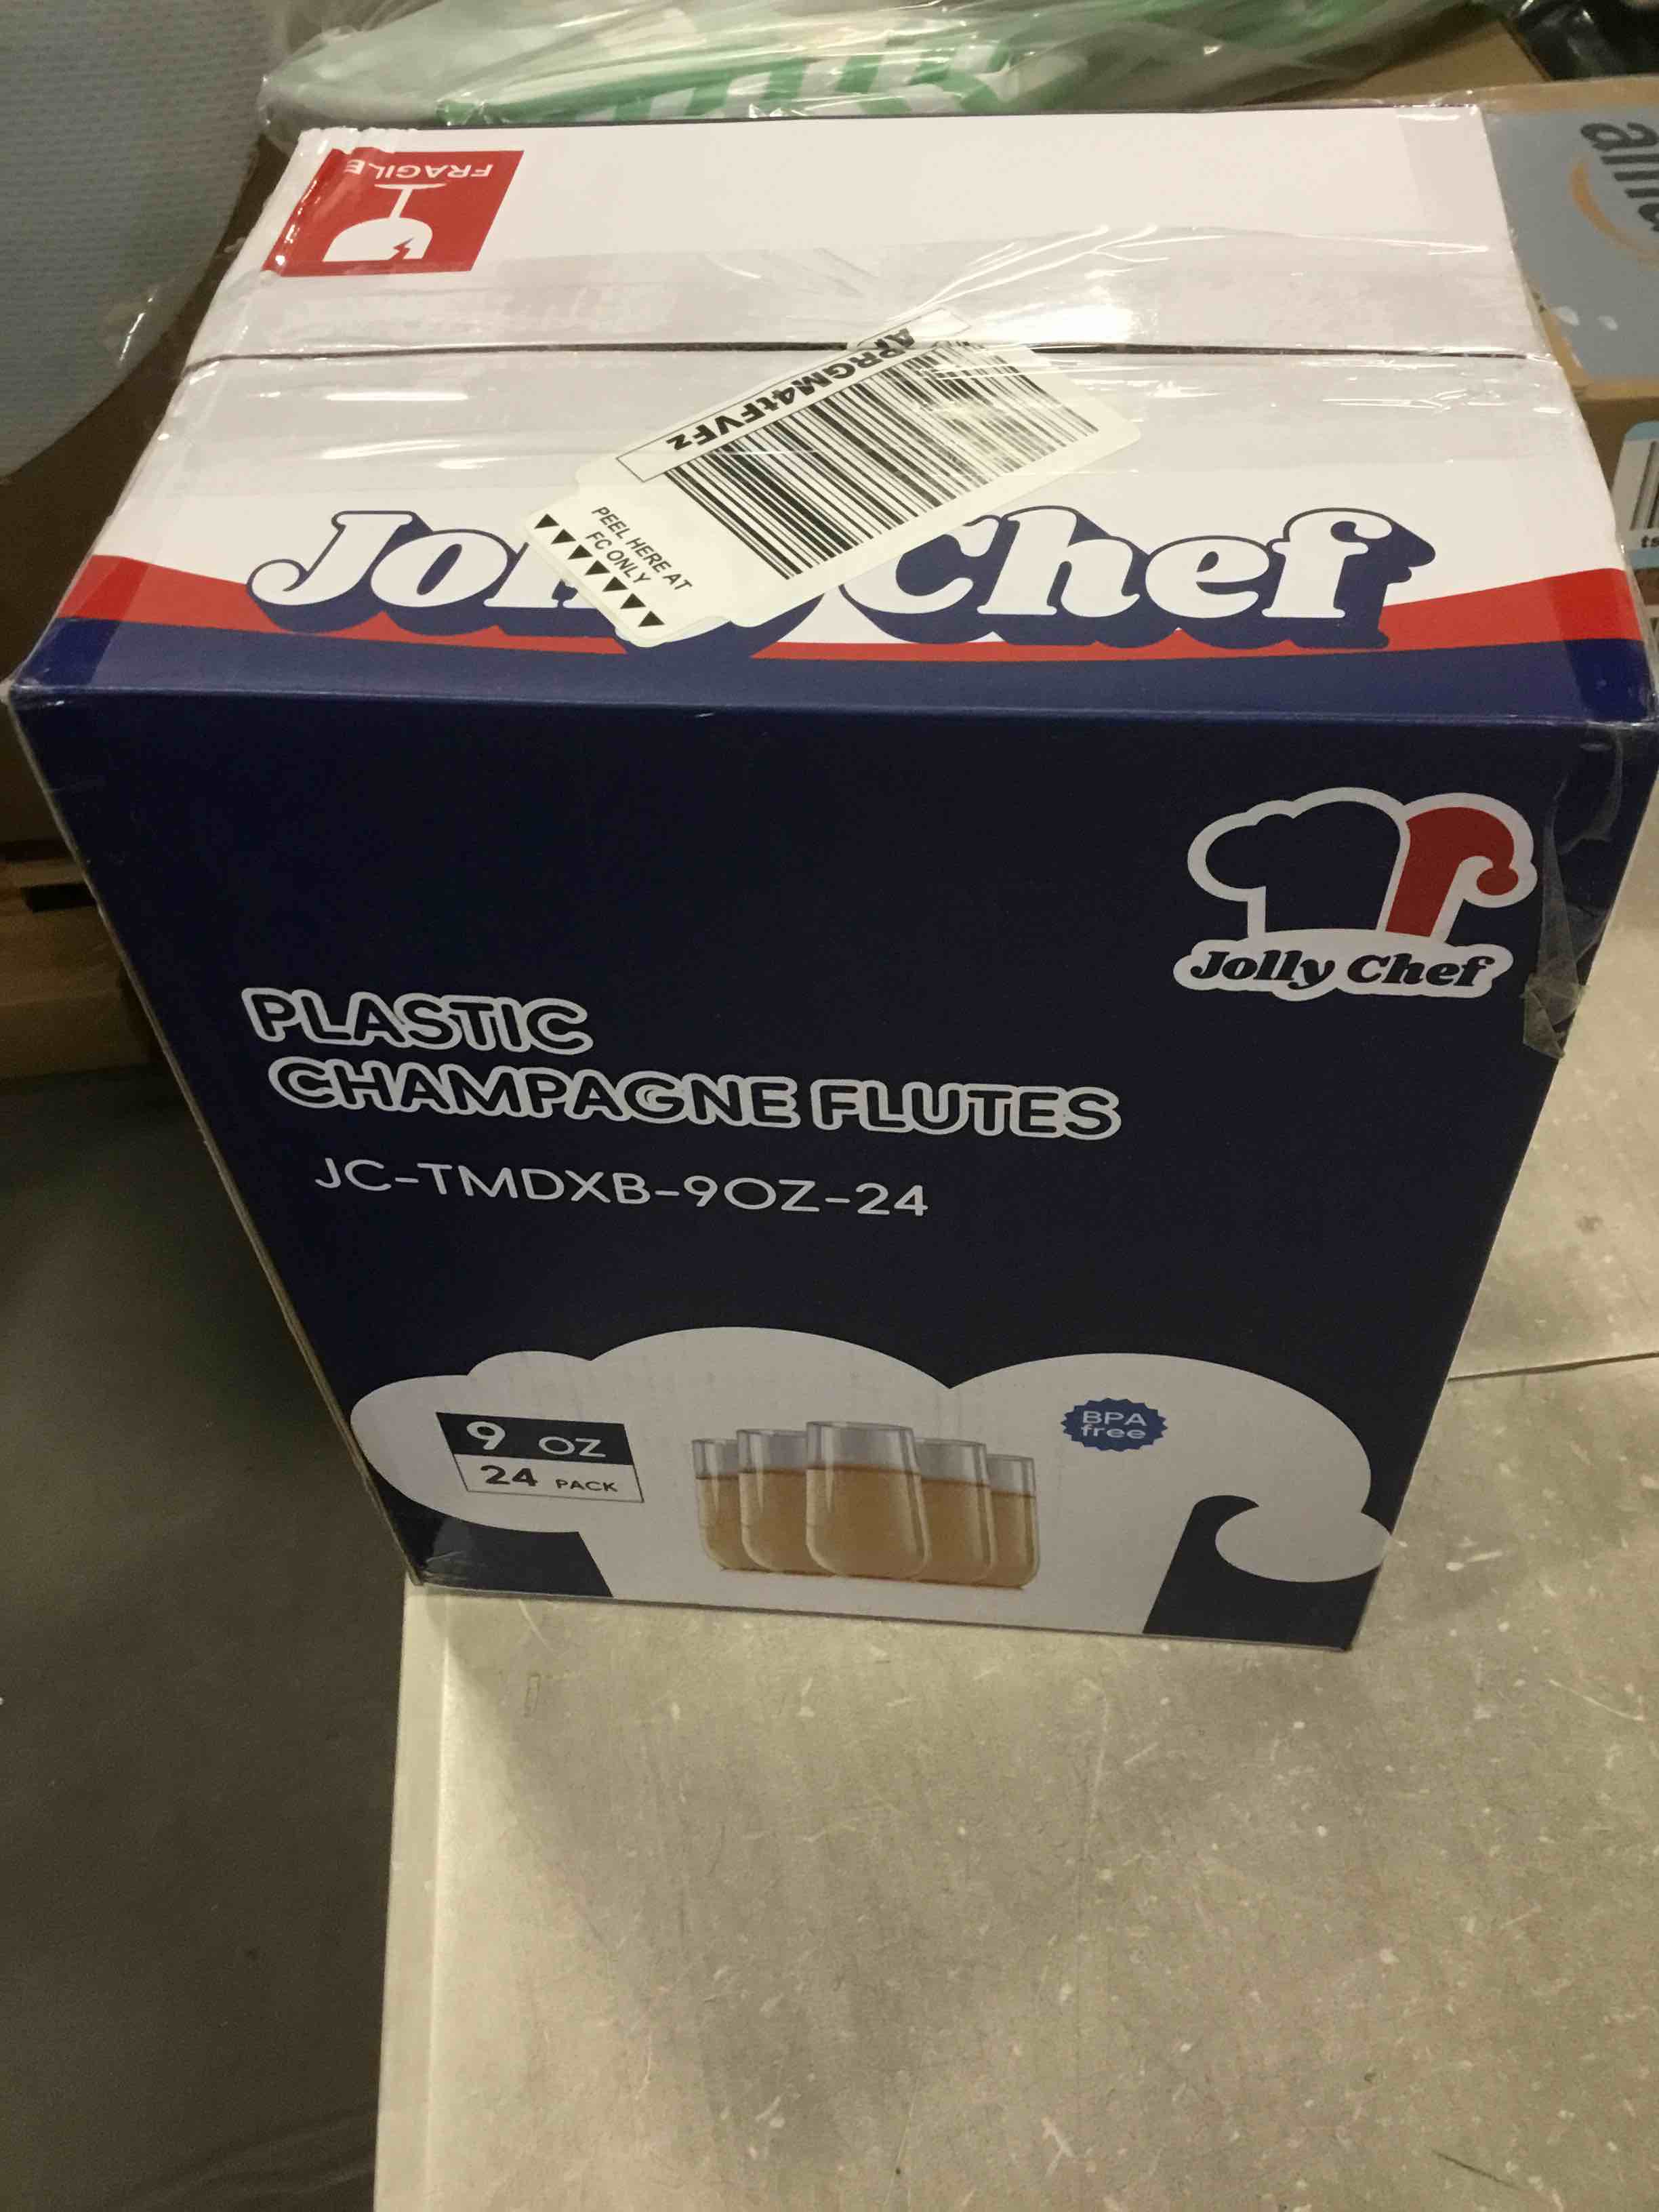 FRAGILE
APRGM4tFVFz
PEEL HERE AT
FC ONLY
Jolly Chef
Jolly Chef
PLASTIC
CHAMPAGNE FLUTES
JC-TMDXB-9OZ-24
9 OZ
24 PACK
BPA
free